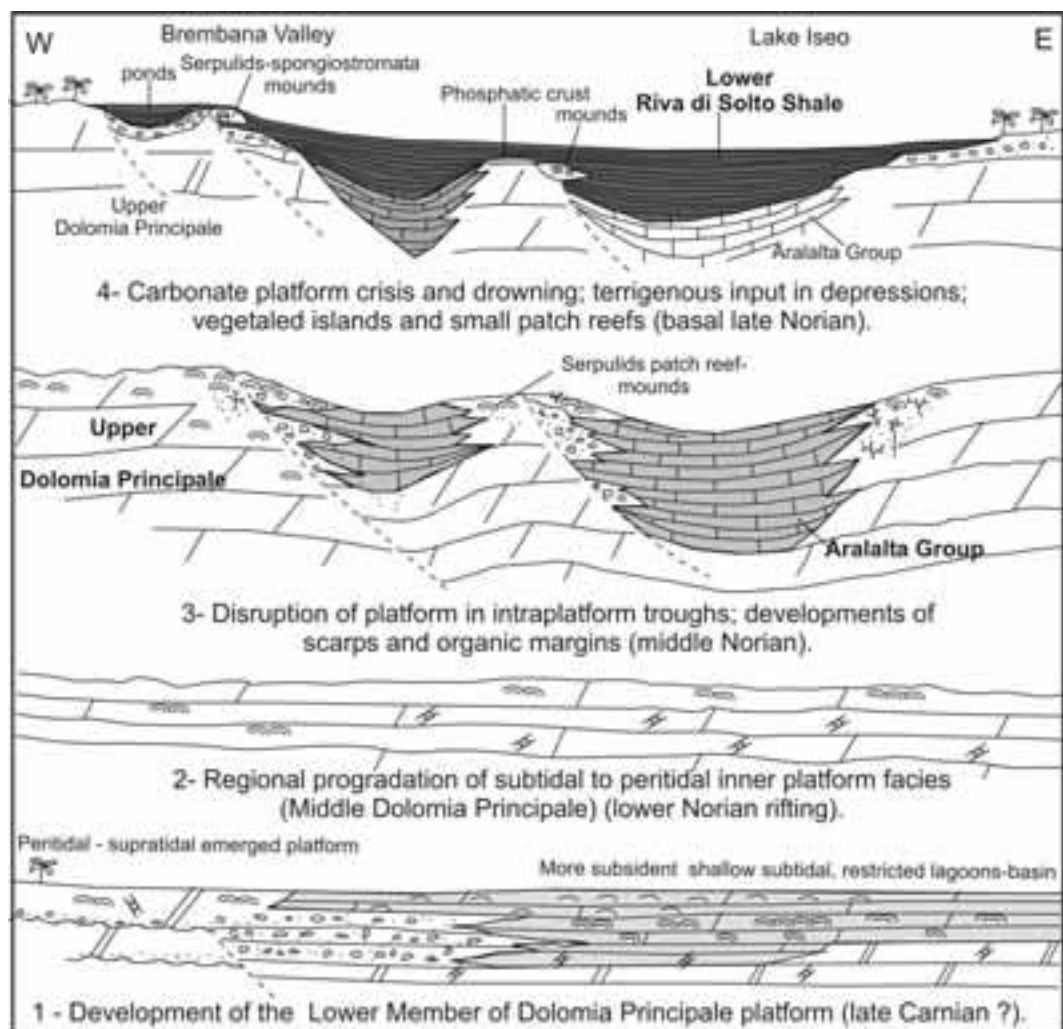 W
Brembana Valley
Lake Iseo
E
ponds
Serpulids-spongiostromata
mounds
Phosphatic crust
mounds
Lower
Riva di Solto Shale
Upper
Dolomia Principale
Aralalta Group
4- Carbonate platform crisis and drowning; terrigenous input in depressions;
vegetaled islands and small patch reefs (basal late Norian).
Serpulids patch reef-
mounds
Upper
Dolomia Principale
Aralalta Group
3- Disruption of platform in intraplatform troughs; developments of
scarps and organic margins (middle Norian).
2- Regional progradation of subtidal to peritidal inner platform facies
(Middle Dolomia Principale) (lower Norian rifting).
Peritidal - supratidal emerged platform
More subsident shallow subtidal, restricted lagoons-basin
1 - Development of the Lower Member of Dolomia Principale platform (late Carnian ?).